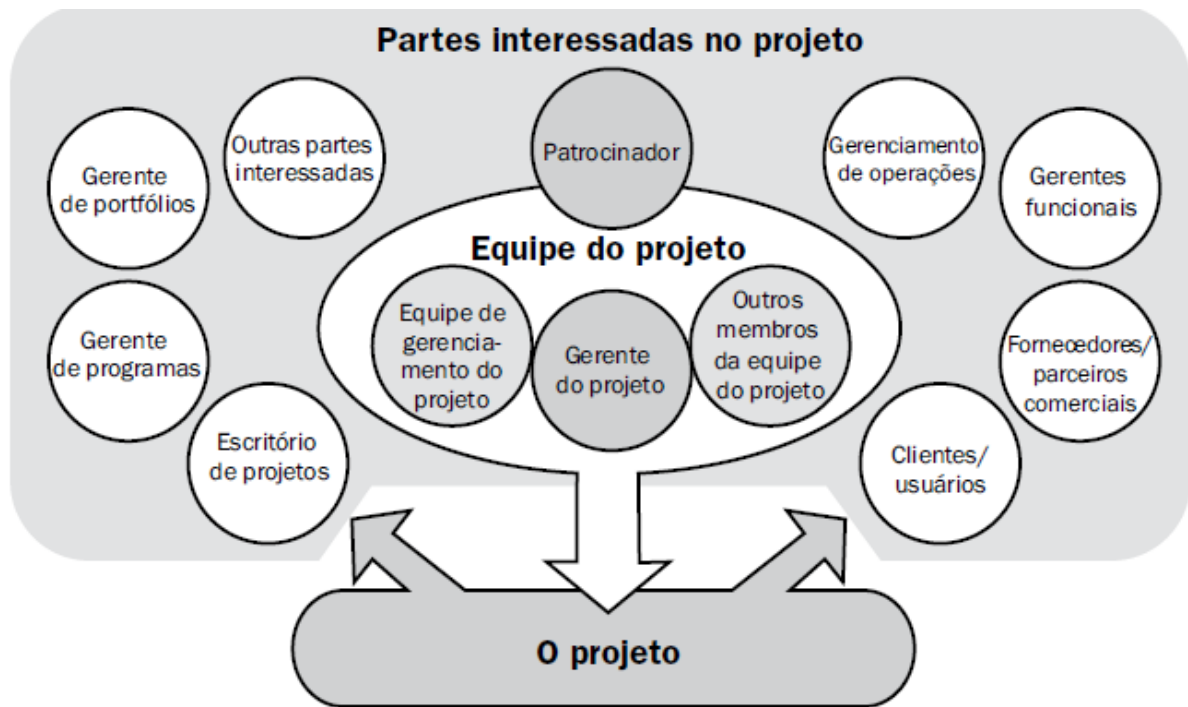 Partes interessadas no projeto
Outras partes
interessadas
Patrocinador
Gerenciamento
de operações
Gerente
de portfólios
Gerentes
funcionais
Equipe do projeto
Equipe de
gerencia-
mento do
projeto
Gerente
do projeto
Outros
membros
da equipe
do projeto
Gerente
de programas
Fornecedores/
parceiros
comerciais
Escritório
de projetos
Clientes/
usuários
O projeto